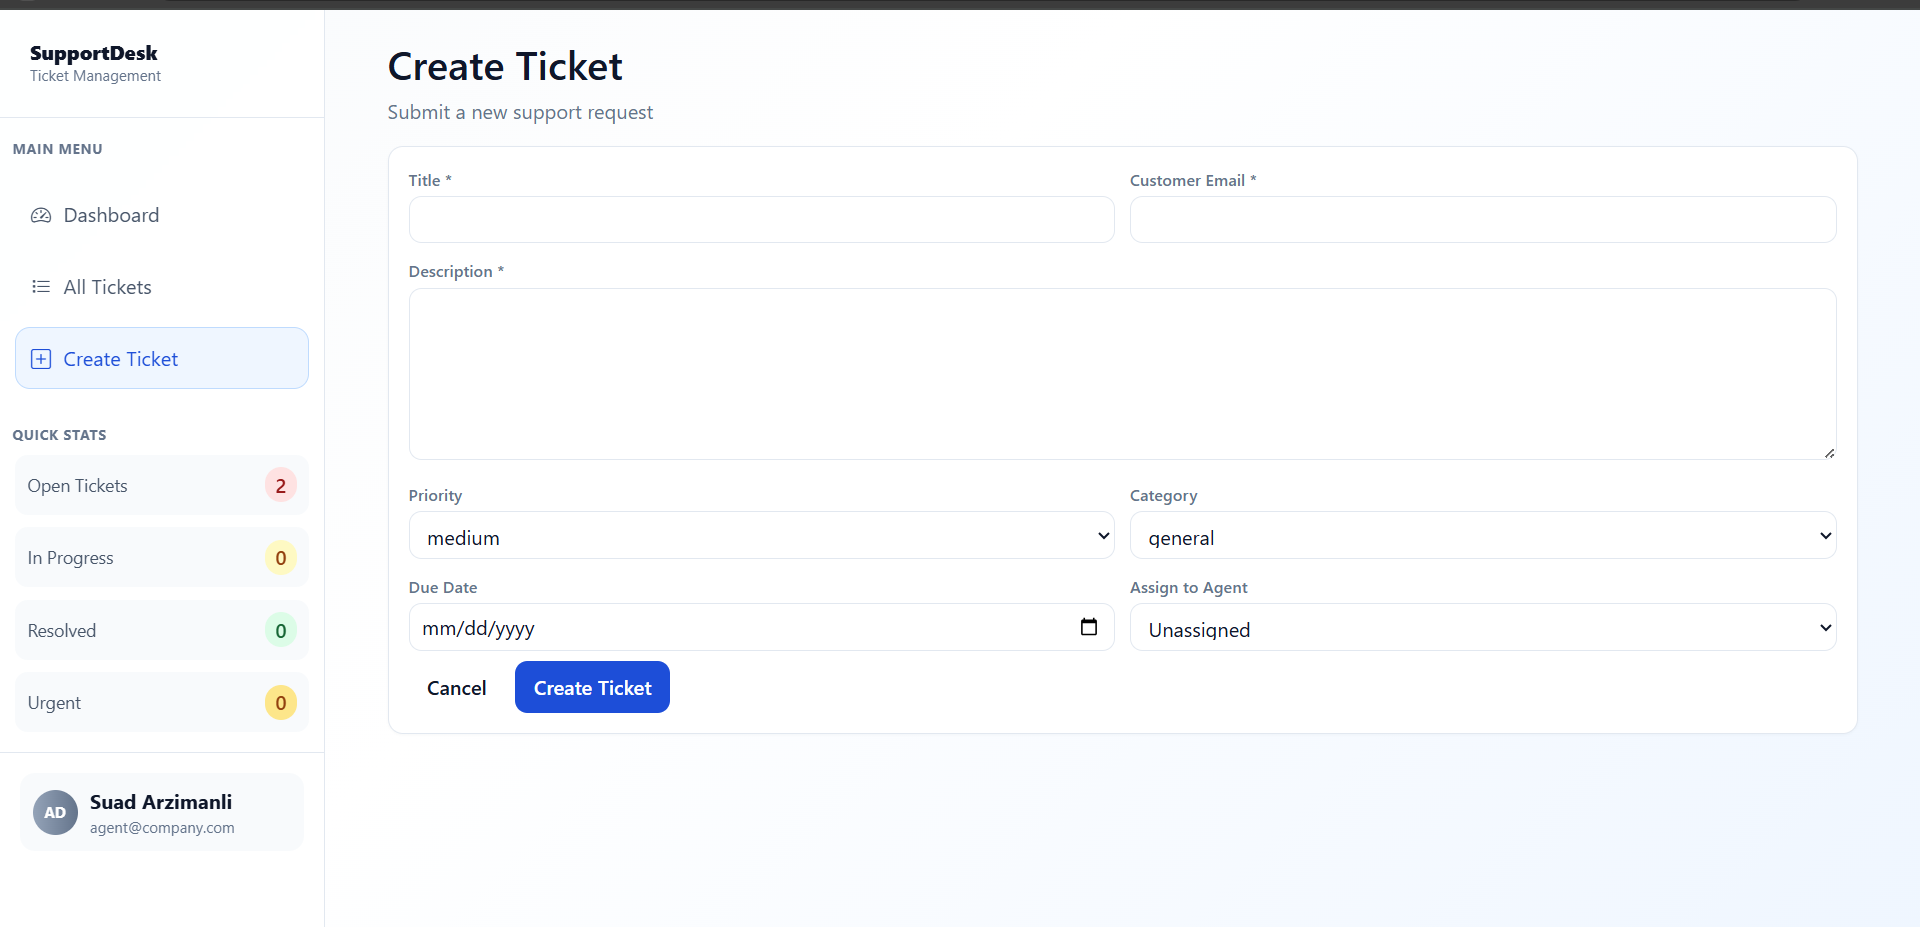 SupportDesk
Ticket Management
MAIN MENU
Dashboard
All Tickets
Create Ticket
QUICK STATS
Open Tickets 2
In Progress 0
Resolved 0
Urgent 0
AD
Suad Arzimanli
agent@company.com
Create Ticket
Submit a new support request
Title * Customer Email *
Description *
Priority Category
medium general
Due Date Assign to Agent
mm/dd/yyyy Unassigned
Cancel Create Ticket